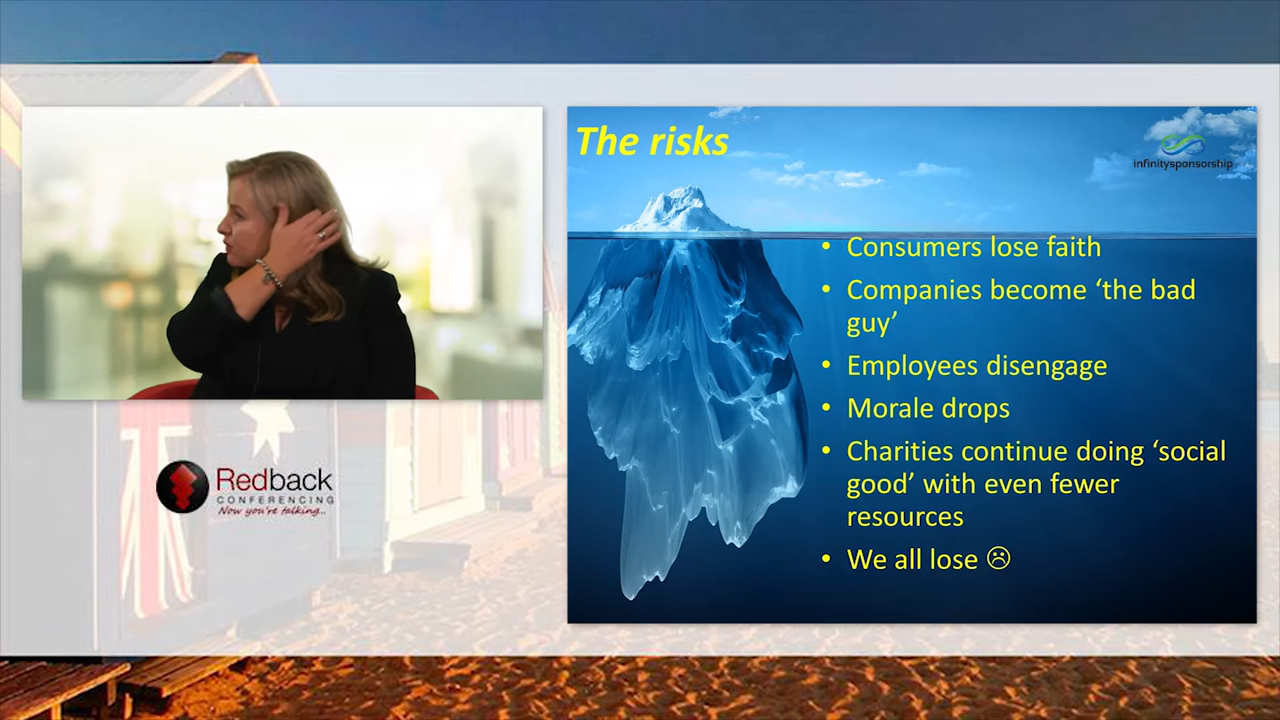 The risks
infinitysponsorship
• Consumers lose faith
• Companies become ‘the bad
guy’
• Employees disengage
• Morale drops
• Charities continue doing ‘social
good’ with even fewer
resources
• We all lose ☹
Redback
CONFERENCING
Now you're talking..